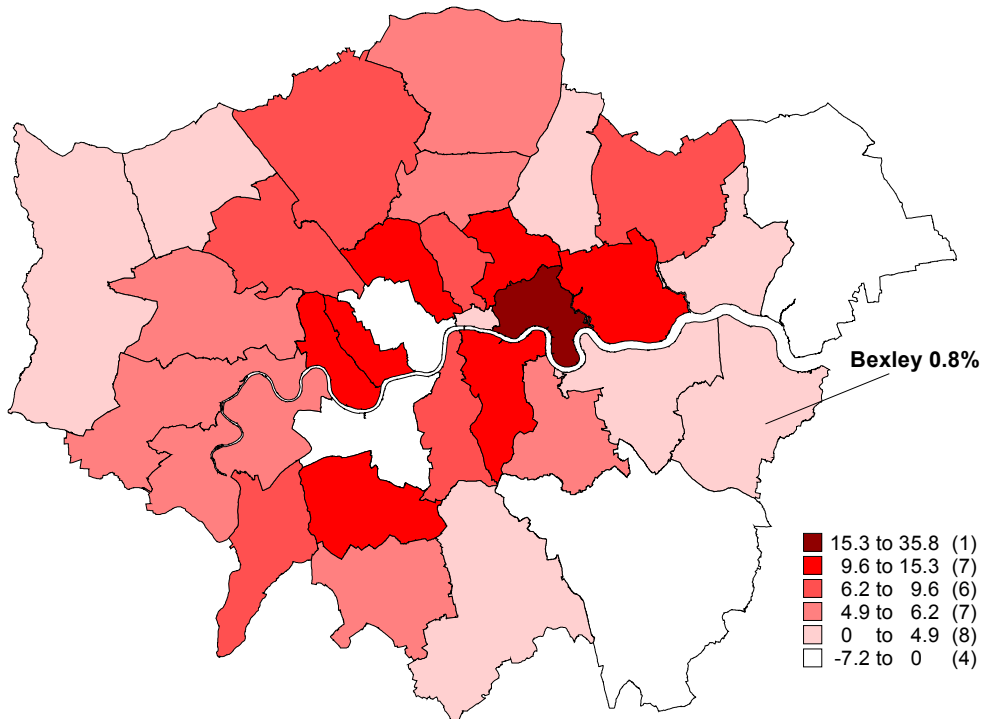 Bexley 0.8%
15.3 to 35.8 (1)
9.6 to 15.3 (7)
6.2 to 9.6 (6)
4.9 to 6.2 (7)
0 to 4.9 (8)
-7.2 to 0 (4)